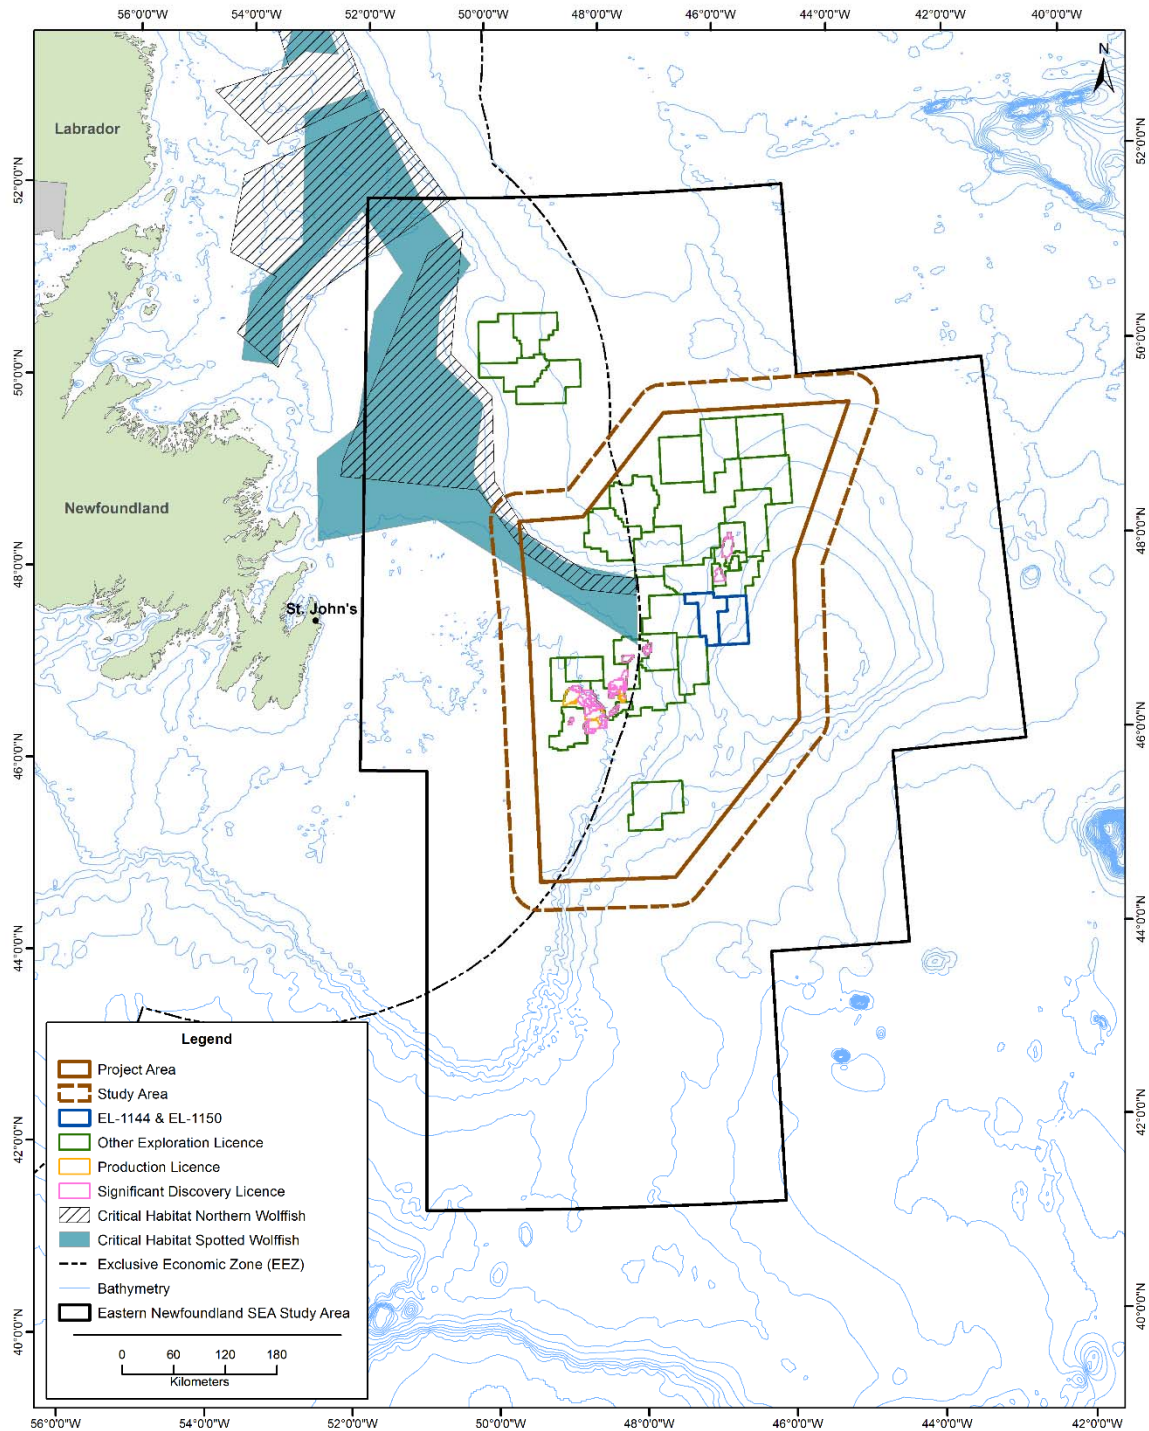 56°0'0"W 54°0'0"W 52°0'0"W 50°0'0"W 48°0'0"W 46°0'0"W 44°0'0"W 42°0'0"W 40°0'0"W
N
Labrador
52°0'0"N
52°0'0"N
50°0'0"N
50°0'0"N
Newfoundland
48°0'0"N
48°0'0"N
St. John's
46°0'0"N
46°0'0"N
44°0'0"N
44°0'0"N
Legend
Project Area
Study Area
EL-1144 & EL-1150
Other Exploration Licence
Production Licence
Significant Discovery Licence
Critical Habitat Northern Wolffish
Critical Habitat Spotted Wolffish
Exclusive Economic Zone (EEZ)
Bathymetry
Eastern Newfoundland SEA Study Area
0 60 120 180
Kilometers
42°0'0"N
42°0'0"N
40°0'0"N
40°0'0"N
56°0'0"W 54°0'0"W 52°0'0"W 50°0'0"W 48°0'0"W 46°0'0"W 44°0'0"W 42°0'0"W